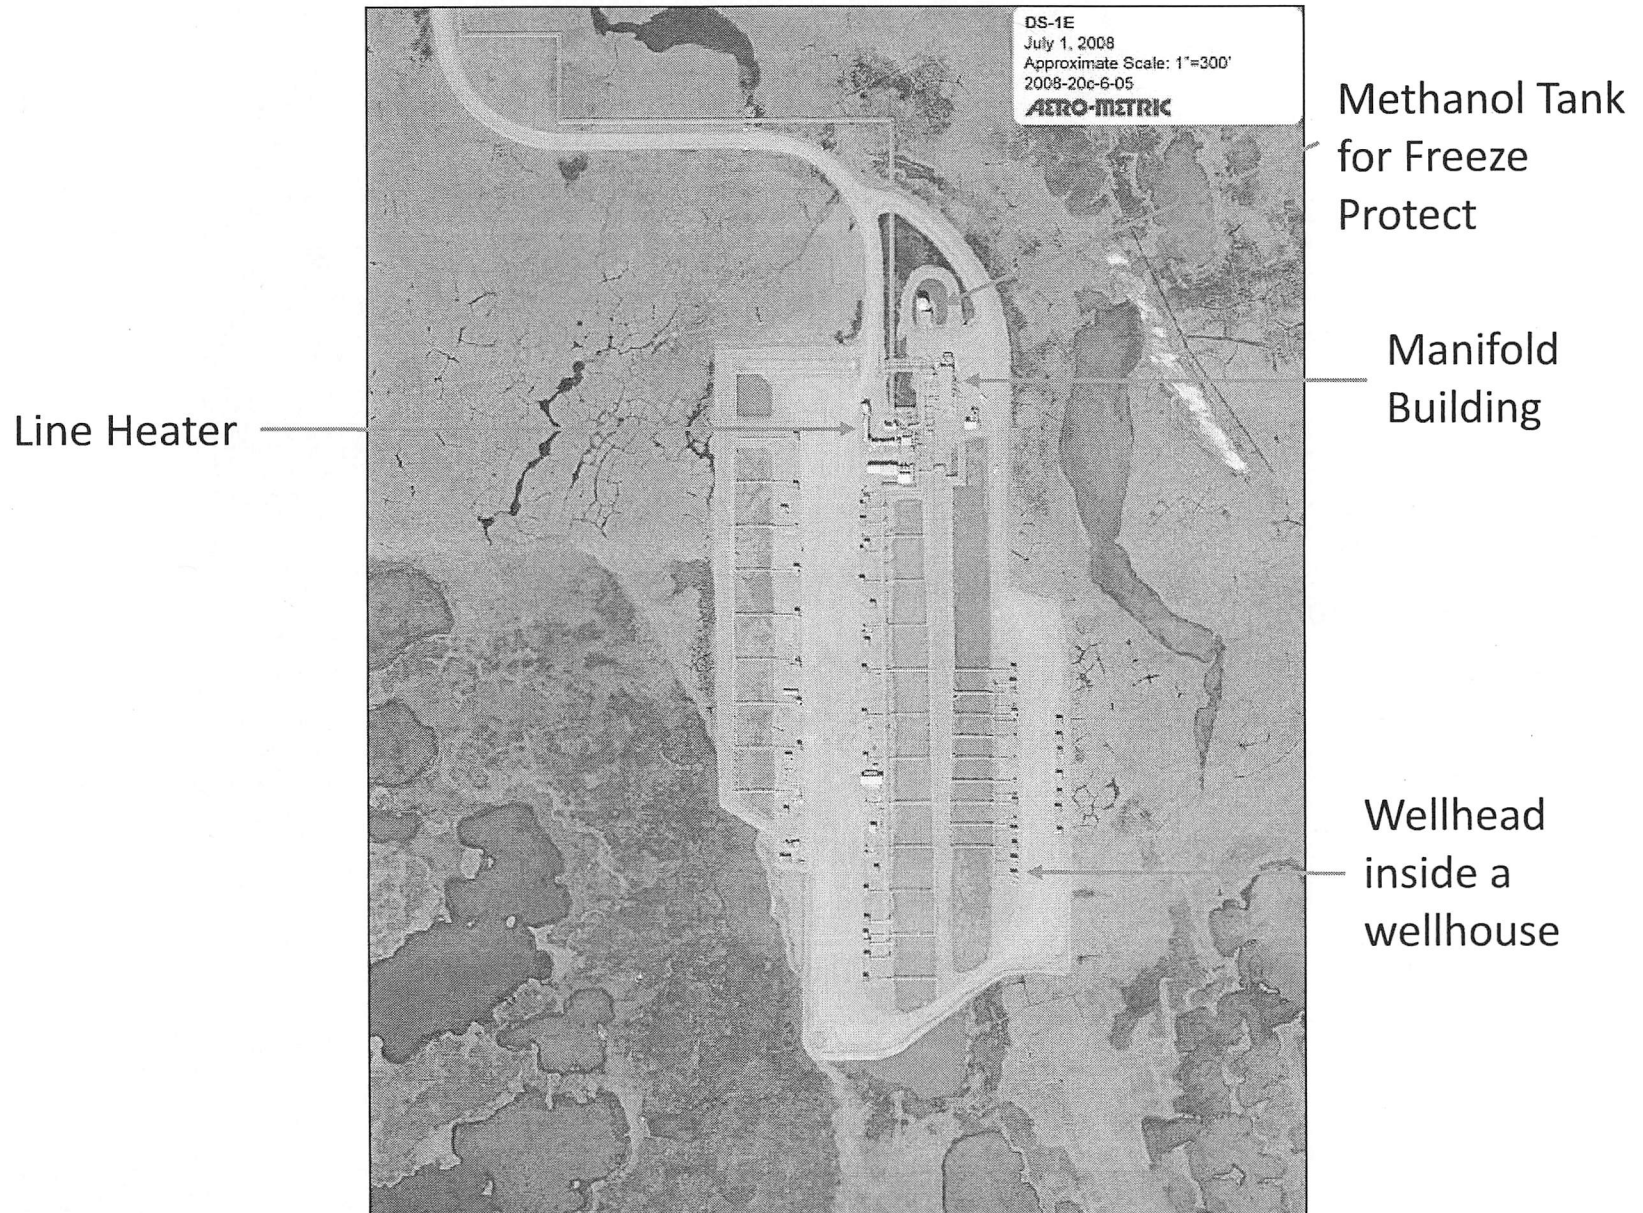 DS-1E
July 1, 2008
Approximate Scale: 1"=300'
2008-20c-6-05
AERO-METRIC
Methanol Tank
for Freeze
Protect
Manifold
Building
Line Heater
Wellhead
inside a
wellhouse